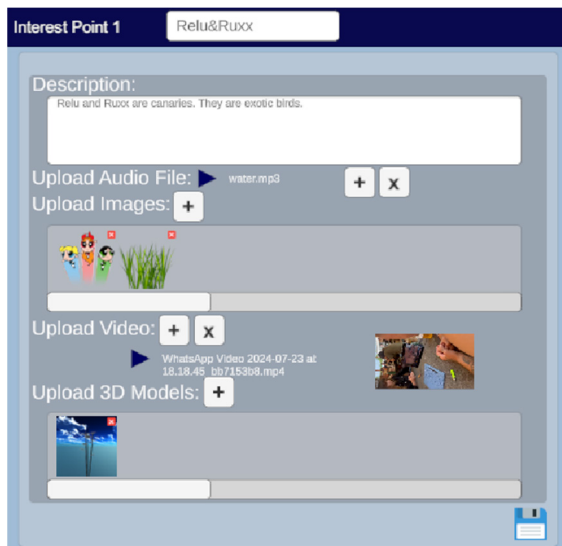 Interest Point 1
Relu&Ruxx
Description:
Relu and Ruxx are canaries. They are exotic birds.
Upload Audio File:
water.mp3
+
x
Upload Images:
+
Upload Video:
+
x
WhatsApp Video 2024-07-23 at
18.18.45_bb7153b8.mp4
Upload 3D Models:
+